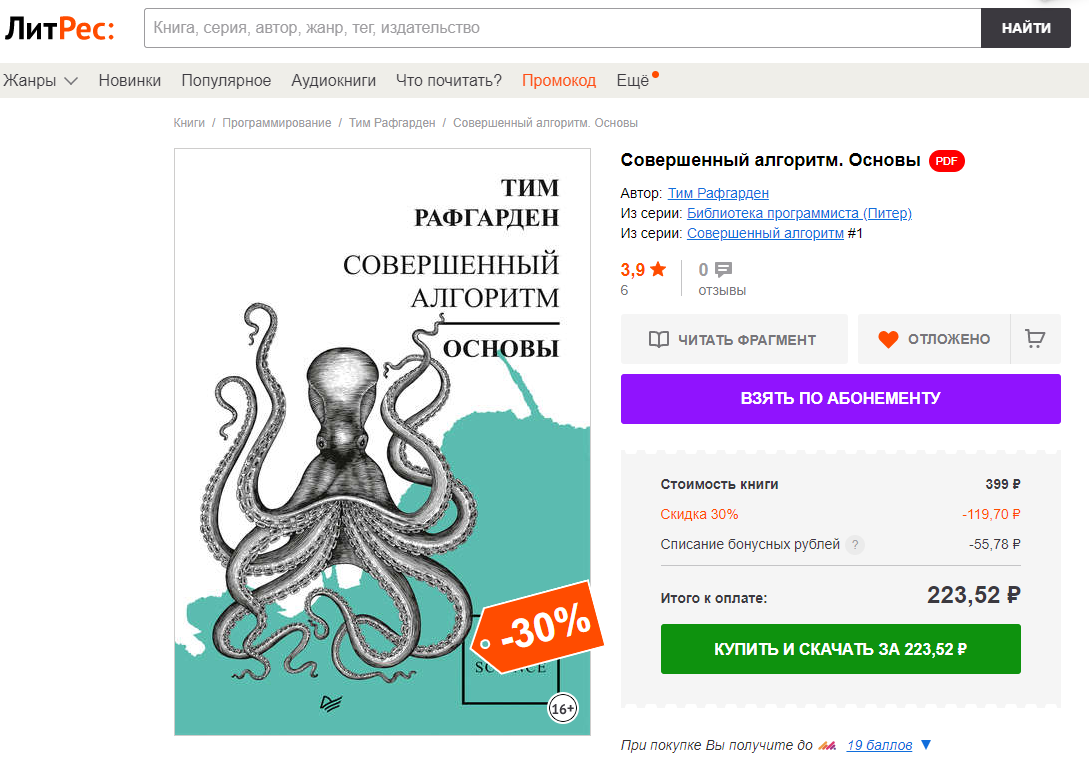 ЛитРес:
Книга, серия, автор, жанр, тег, издательство
НАЙТИ
Жанры Новинки Популярное Аудиокниги Что почитать? Промокод Ещё
Книги / Программирование / Тим Рафгарден / Совершенный алгоритм. Основы
ТИМ
РАФГАРДЕН
СОВЕРШЕННЫЙ
АЛГОРИТМ
ОСНОВЫ
-30%
16+
Совершенный алгоритм. Основы PDF
Автор: Тим Рафгарден
Из серии: Библиотека программиста (Питер)
Из серии: Совершенный алгоритм #1
3,9 0
6 отзывы
ЧИТАТЬ ФРАГМЕНТ ОТЛОЖЕНО
ВЗЯТЬ ПО АБОНЕМЕНТУ
Стоимость книги 399 ₽
Скидка 30% -119,70 ₽
Списание бонусных рублей ? -55,78 ₽
Итого к оплате: 223,52 ₽
КУПИТЬ И СКАЧАТЬ ЗА 223,52 ₽
При покупке Вы получите до 19 баллов ▼